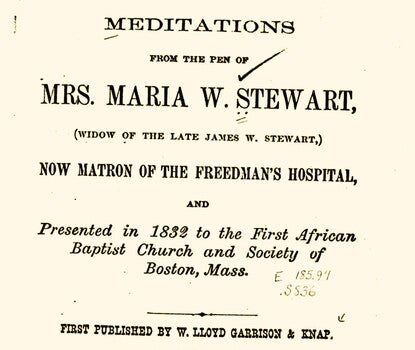 MEDITATIONS
FROM THE PEN OF
MRS. MARIA W. STEWART,
(WIDOW OF THE LATE JAMES W. STEWART,)
NOW MATRON OF THE FREEDMAN'S HOSPITAL,
AND
Presented in 1832 to the First African
Baptist Church and Society of
Boston, Mass.
E 185.97
.S836
FIRST PUBLISHED BY W. LLOYD GARRISON & KNAP.